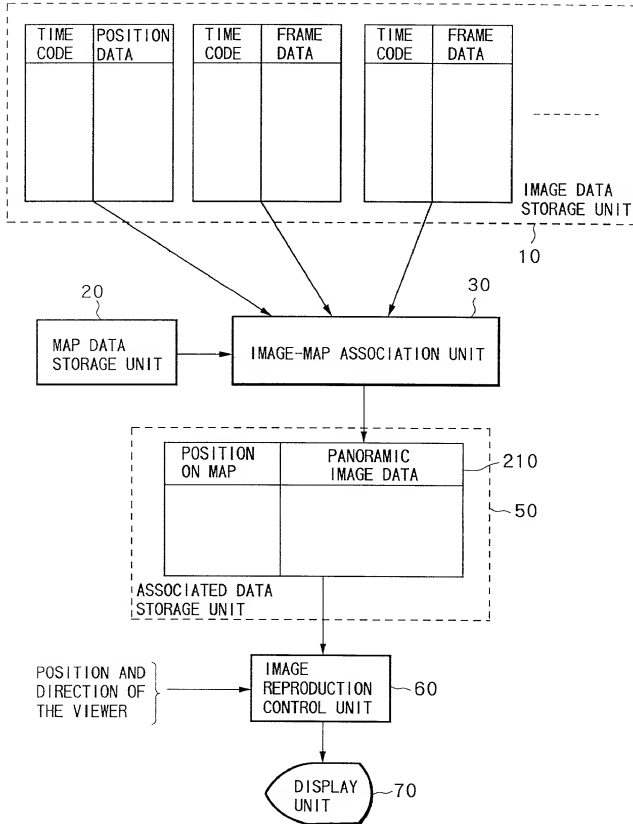 TIME CODE
POSITION DATA
TIME CODE
FRAME DATA
TIME CODE
FRAME DATA
IMAGE DATA
STORAGE UNIT
10
20
MAP DATA
STORAGE UNIT
30
IMAGE-MAP ASSOCIATION UNIT
POSITION
ON MAP
PANORAMIC
IMAGE DATA
210
50
ASSOCIATED DATA
STORAGE UNIT
POSITION AND
DIRECTION OF
THE VIEWER
IMAGE
REPRODUCTION
CONTROL UNIT
60
DISPLAY
UNIT
70